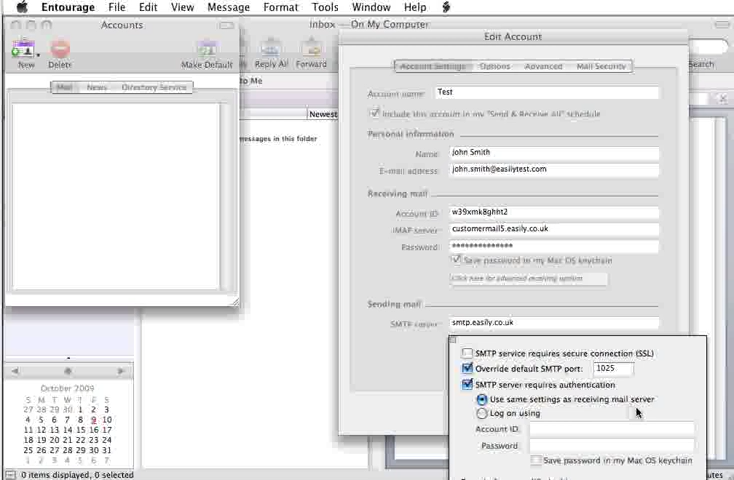 Entourage File Edit View Message Format Tools Window Help
Accounts
Inbox — On My Computer
Edit Account
New Delete Make Default Reply All Forward
to Me
Mail News Directory Service
Newest
messages in this folder
Account Settings Options Advanced Mail Security
Account name: Test
Include this account in my "Send & Receive All" schedule
Personal information
Name: John Smith
E-mail address: john.smith@easilytest.com
Receiving mail
Account ID: w39xmk8ghht2
IMAP server: customermail5.easily.co.uk
Password: **************
Save password in my Mac OS keychain
Click here for advanced receiving options
Sending mail
SMTP server: smtp.easily.co.uk
SMTP service requires secure connection (SSL)
Override default SMTP port: 1025
SMTP server requires authentication
Use same settings as receiving mail server
Log on using
Account ID:
Password:
Save password in my Mac OS keychain
October 2009
S M T W T F S
27 28 29 30 1 2 3
4 5 6 7 8 9 10
11 12 13 14 15 16 17
18 19 20 21 22 23 24
25 26 27 28 29 30 31
1 2 3 4 5 6 7
0 items displayed, 0 selected